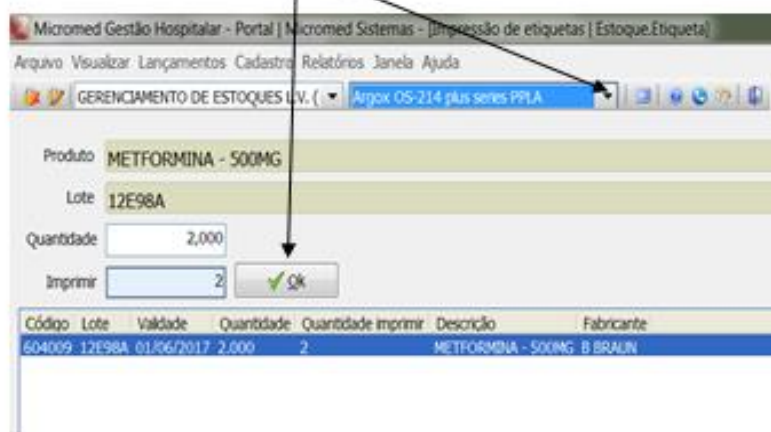 Micromed Gestão Hospitalar - Portal | Micromed Sistemas - [Impressão de etiquetas | Estoque.Etiqueta]
Arquivo Visualizar Lançamentos Cadastro Relatórios Janela Ajuda
GERENCIAMENTO DE ESTOQUES L.V. ( Argox OS-214 plus series PPLA
Produto METFORMINA - 500MG
Lote 12E98A
Quantidade 2,000
Imprimir 2 Ok
Código Lote Validade Quantidade Quantidade imprimir Descrição Fabricante
604009 12E98A 01/06/2017 2,000 2 METFORMINA - 500MG B BRAUN